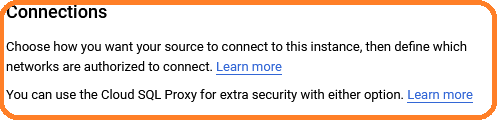 Connections
Choose how you want your source to connect to this instance, then define which
networks are authorized to connect. Learn more
You can use the Cloud SQL Proxy for extra security with either option. Learn more